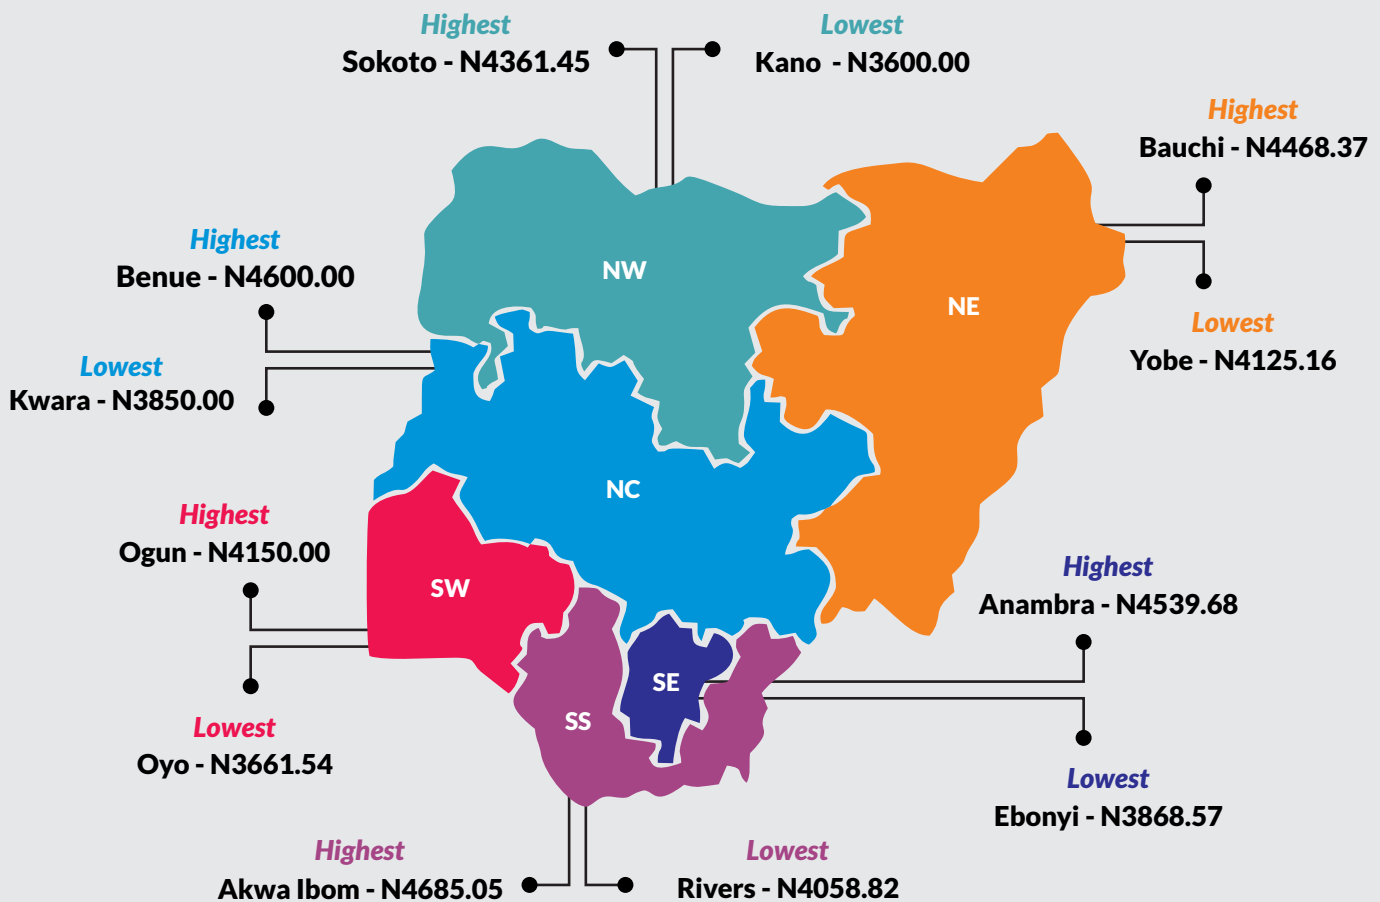 Highest
Sokoto - N4361.45
Lowest
Kano - N3600.00
Highest
Bauchi - N4468.37
Lowest
Yobe - N4125.16
Highest
Benue - N4600.00
Lowest
Kwara - N3850.00
NW
NE
NC
Highest
Ogun - N4150.00
Lowest
Oyo - N3661.54
SW
SS
SE
Highest
Anambra - N4539.68
Lowest
Ebonyi - N3868.57
Highest
Akwa Ibom - N4685.05
Lowest
Rivers - N4058.82